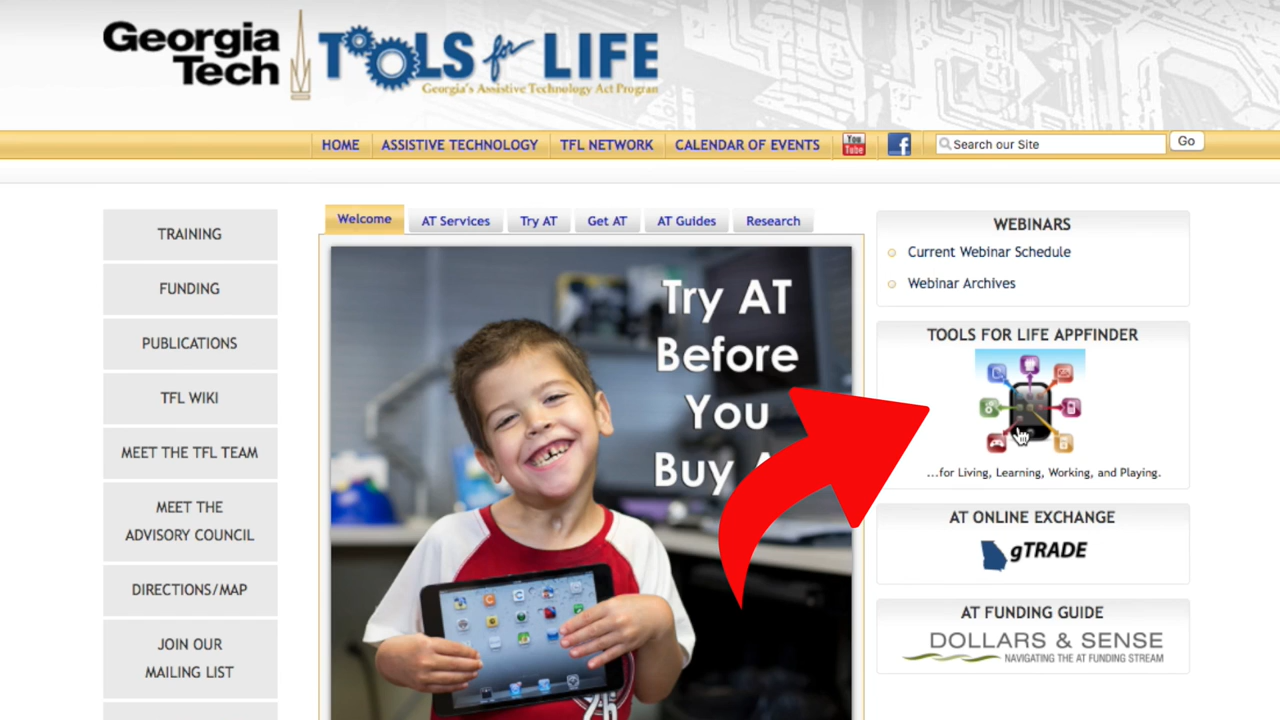 Georgia
Tech
TOOLS for LIFE
Georgia's Assistive Technology Act Program
HOME
ASSISTIVE TECHNOLOGY
TFL NETWORK
CALENDAR OF EVENTS
You
Tube
f
Search our Site
Go
TRAINING
FUNDING
PUBLICATIONS
TFL WIKI
MEET THE TFL TEAM
MEET THE
ADVISORY COUNCIL
DIRECTIONS/MAP
JOIN OUR
MAILING LIST
Welcome
AT Services
Try AT
Get AT
AT Guides
Research
Try AT
Before
You
Buy
WEBINARS
Current Webinar Schedule
Webinar Archives
TOOLS FOR LIFE APPFINDER
...for Living, Learning, Working, and Playing.
AT ONLINE EXCHANGE
gTRADE
AT FUNDING GUIDE
DOLLARS & SENSE
NAVIGATING THE AT FUNDING STREAM